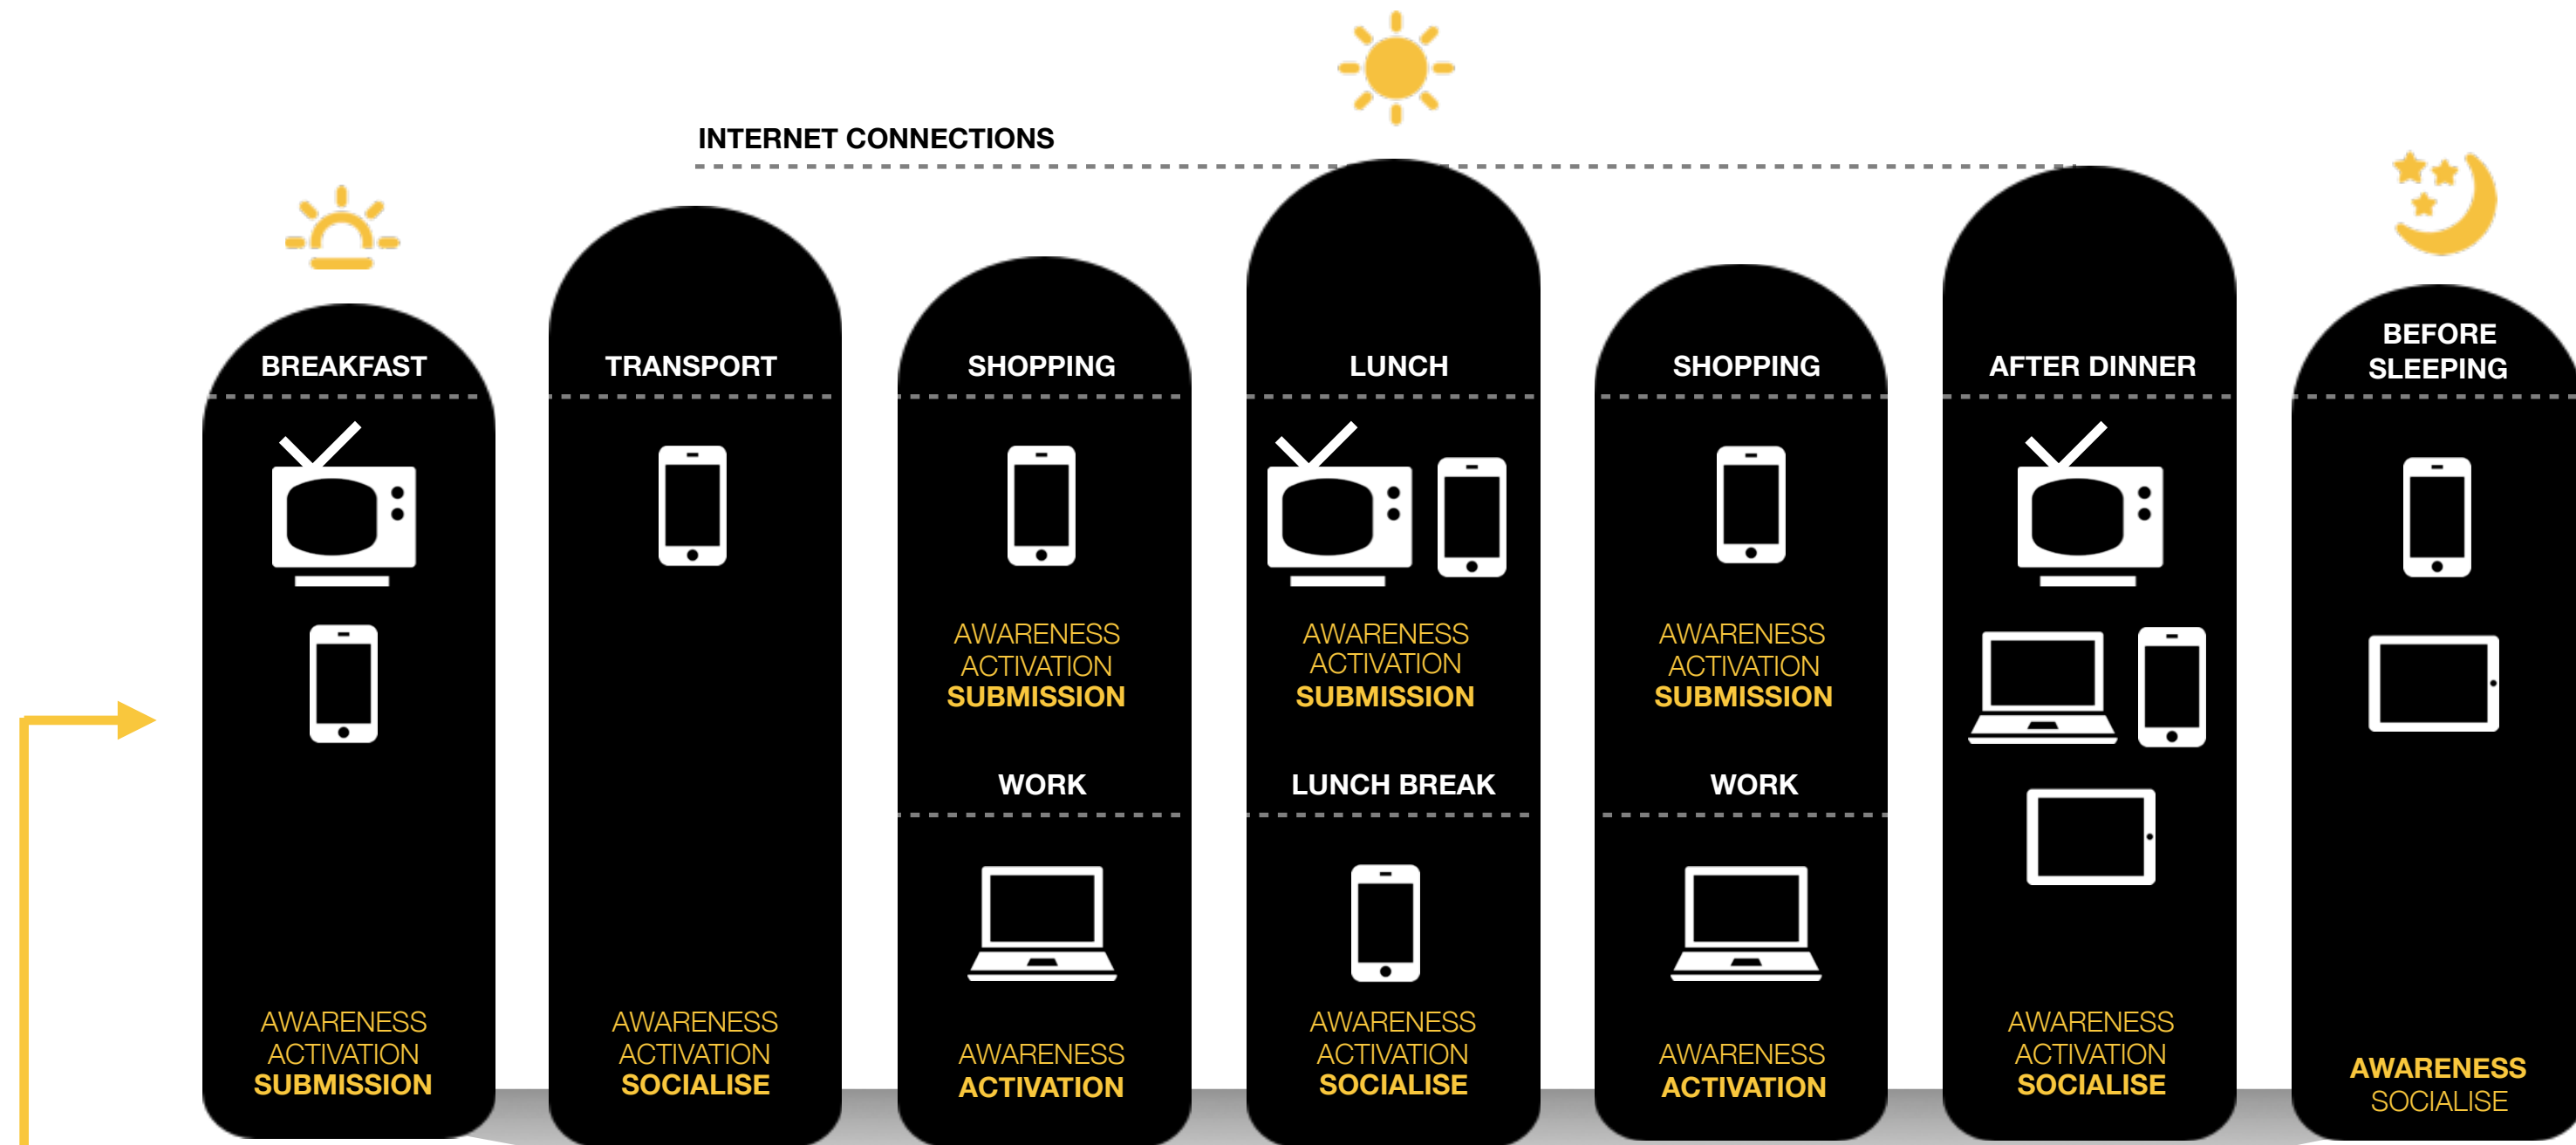 INTERNET CONNECTIONS
BREAKFAST
AWARENESS
ACTIVATION
SUBMISSION
TRANSPORT
AWARENESS
ACTIVATION
SOCIALISE
SHOPPING
AWARENESS
ACTIVATION
SUBMISSION
WORK
AWARENESS
ACTIVATION
LUNCH
AWARENESS
ACTIVATION
SUBMISSION
LUNCH BREAK
AWARENESS
ACTIVATION
SOCIALISE
SHOPPING
AWARENESS
ACTIVATION
SUBMISSION
WORK
AWARENESS
ACTIVATION
AFTER DINNER
AWARENESS
ACTIVATION
SOCIALISE
BEFORE
SLEEPING
AWARENESS
SOCIALISE